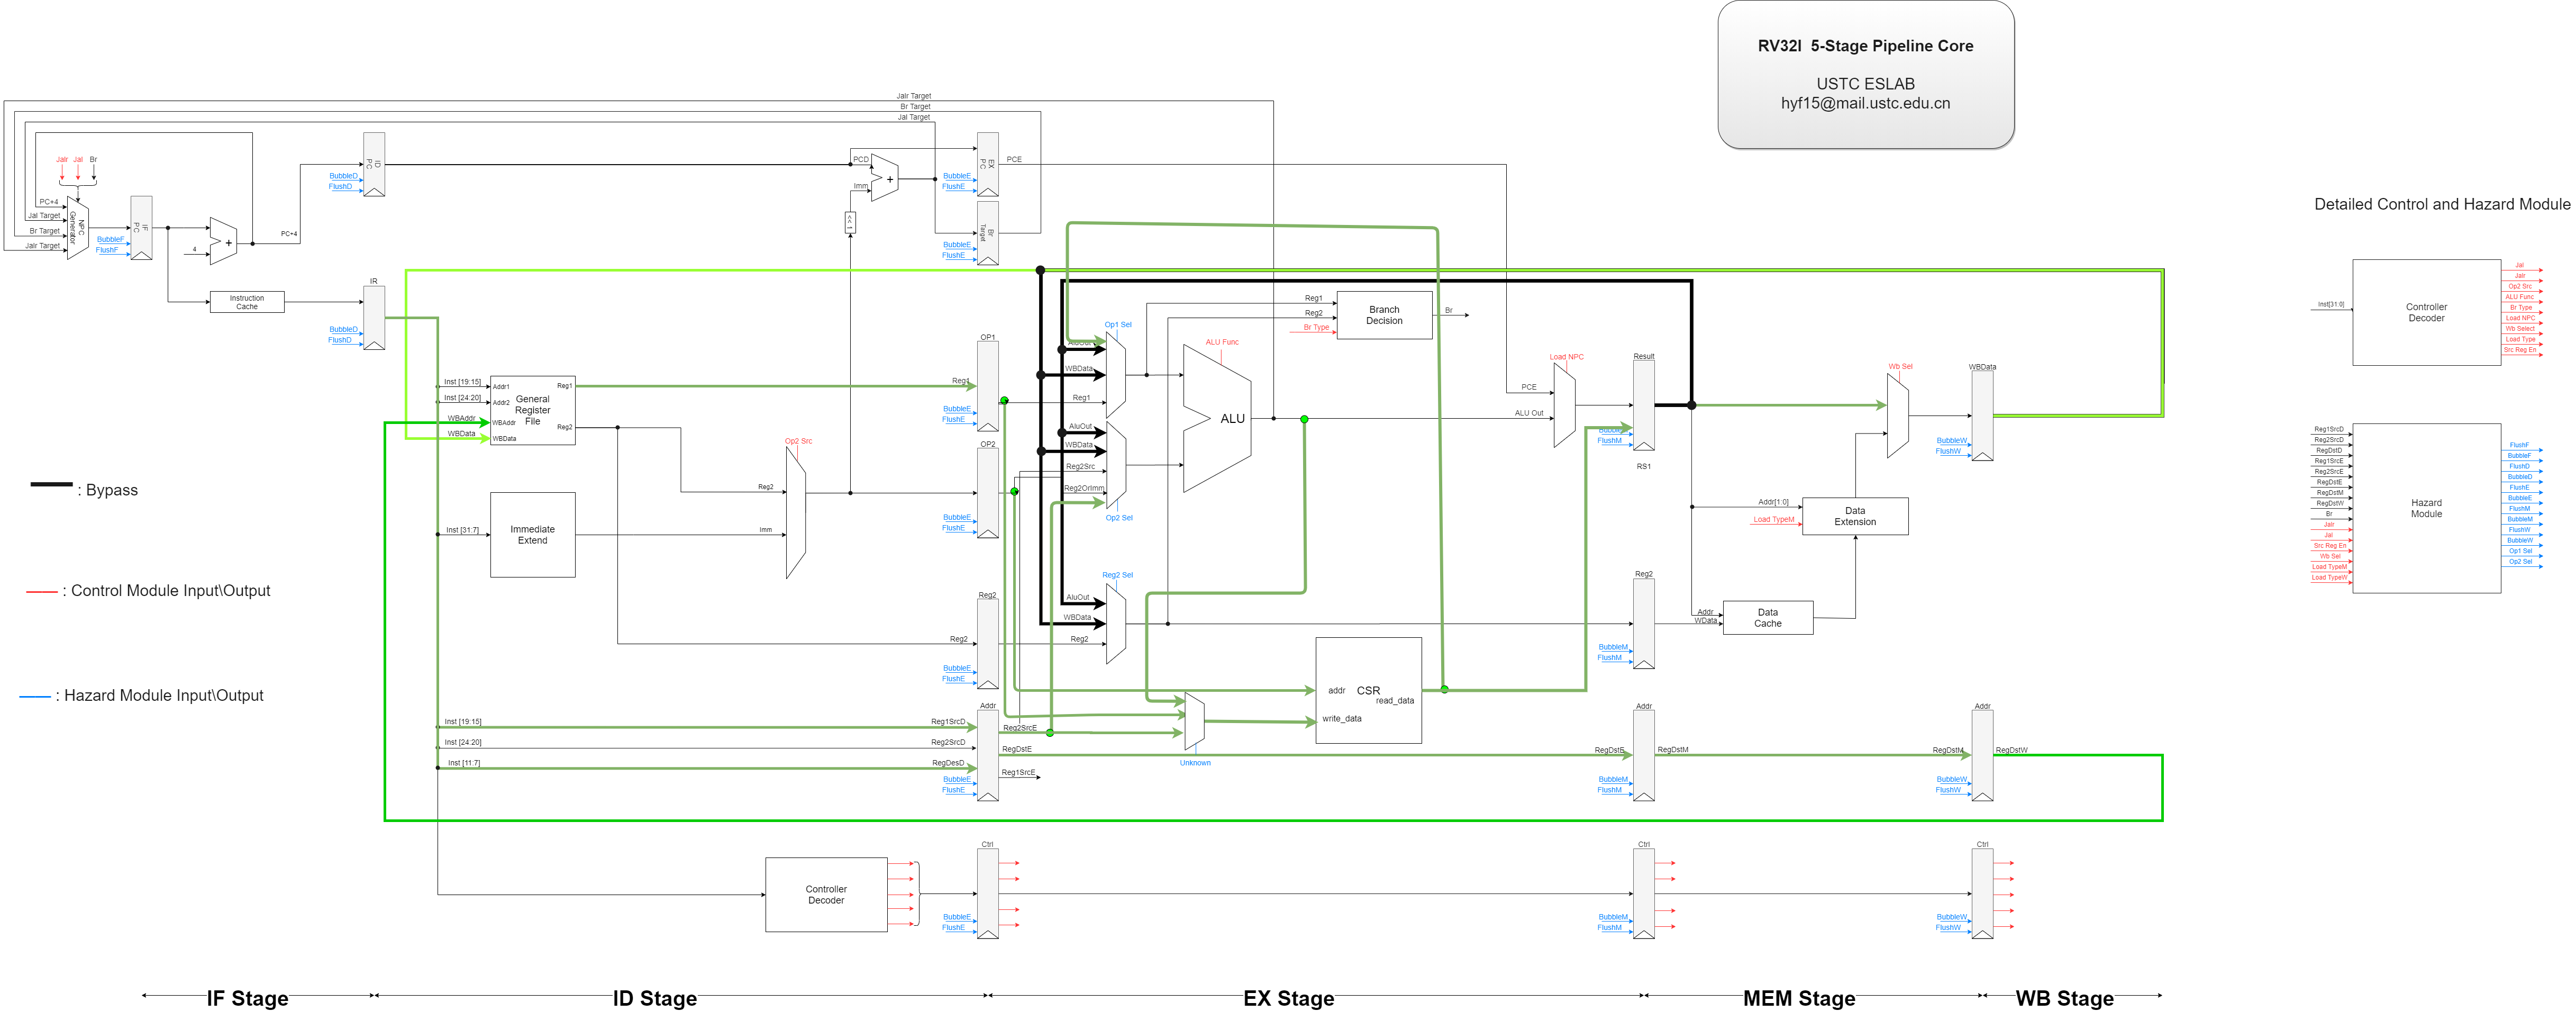 RV32I 5-Stage Pipeline Core
USTC ESLAB
hyf15@mail.ustc.edu.cn
Jalr Target
Br Target
Jal Target
Jalr
Jal
Br
PC+4
Jal Target
Br Target
Jalr Target
NPC Generator
IF PC
BubbleF
FlushF
4
+
PC+4
ID PC
BubbleD
FlushD
PCD
Imm
+
<< 1
EX PC
PCE
BubbleE
FlushE
Br Target
BubbleE
FlushE
Instruction
Cache
IR
BubbleD
FlushD
Inst [19:15]
Inst [24:20]
WBAddr
WBData
Addr1
Addr2
WBAddr
WBData
General
Register
File
Reg1
Reg2
Inst [31:7]
Immediate
Extend
Op2 Src
Reg2
Imm
Reg1
OP1
BubbleE
FlushE
OP2
BubbleE
FlushE
Reg2
Reg2
BubbleE
FlushE
Inst [19:15]
Inst [24:20]
Inst [11:7]
Reg1SrcD
Reg2SrcD
RegDesD
Addr
BubbleE
FlushE
Reg2SrcE
RegDstE
Reg1SrcE
Controller
Decoder
Ctrl
BubbleE
FlushE
Op1 Sel
AluOut
WBData
Reg1
AluOut
WBData
Reg2Src
Reg2OrImm
Op2 Sel
Reg2 Sel
AluOut
WBData
Reg2
ALU Func
ALU
Reg1
Reg2
Br Type
Branch
Decision
Br
Unknown
addr
CSR
read_data
write_data
Load NPC
PCE
ALU Out
Result
BubbleM
FlushM
RS1
Reg2
BubbleM
FlushM
Addr
RegDstE
RegDstM
BubbleM
FlushM
Ctrl
BubbleM
FlushM
Addr[1:0]
Load TypeM
Data
Extension
Addr
WData
Data
Cache
Wb Sel
WBData
BubbleW
FlushW
Addr
RegDstM
RegDstW
BubbleW
FlushW
Ctrl
BubbleW
FlushW
: Bypass
: Control Module Input\Output
: Hazard Module Input\Output
Detailed Control and Hazard Module
Inst[31:0]
Controller
Decoder
Jal
Jalr
Op2 Src
ALU Func
Br Type
Load NPC
Wb Select
Load Type
Src Reg En
Reg1SrcD
Reg2SrcD
RegDstD
Reg1SrcE
Reg2SrcE
RegDstE
RegDstM
RegDstW
Br
Jalr
Jal
Src Reg En
Wb Sel
Load TypeM
Load TypeW
Hazard
Module
FlushF
BubbleF
FlushD
BubbleD
FlushE
BubbleE
FlushM
BubbleM
FlushW
BubbleW
Op1 Sel
Op2 Sel
IF Stage
ID Stage
EX Stage
MEM Stage
WB Stage